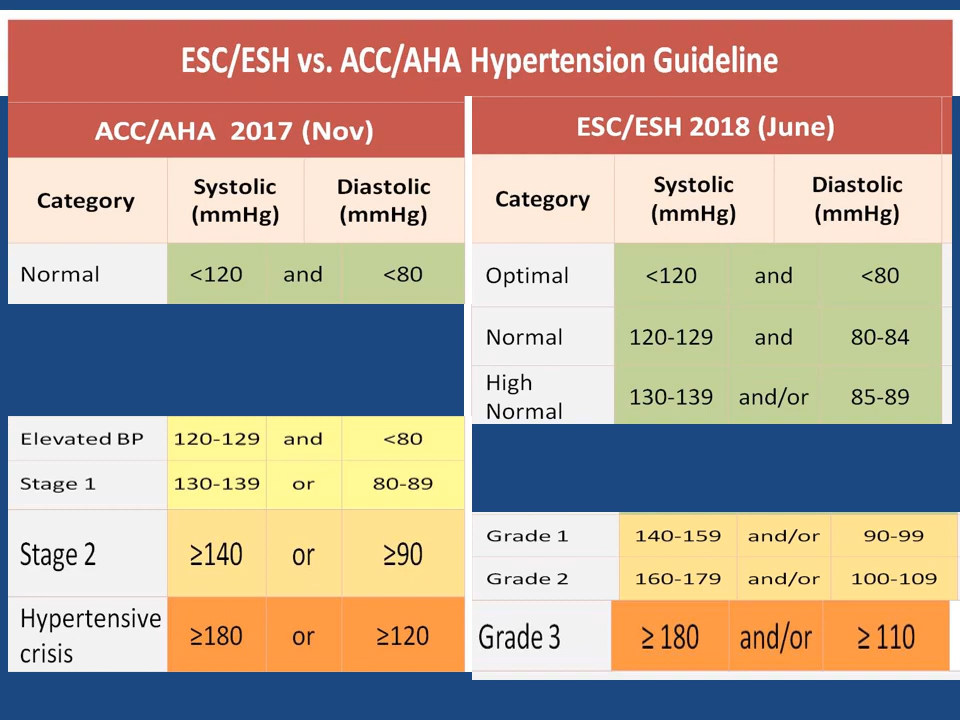 ESC/ESH vs. ACC/AHA Hypertension Guideline
ACC/AHA 2017 (Nov)
Category Systolic (mmHg) Diastolic (mmHg)
Normal <120 and <80
Elevated BP 120-129 and <80
Stage 1 130-139 or 80-89
Stage 2 ≥140 or ≥90
Hypertensive crisis ≥180 or ≥120
ESC/ESH 2018 (June)
Category Systolic (mmHg) Diastolic (mmHg)
Optimal <120 and <80
Normal 120-129 and 80-84
High Normal 130-139 and/or 85-89
Grade 1 140-159 and/or 90-99
Grade 2 160-179 and/or 100-109
Grade 3 ≥ 180 and/or ≥ 110